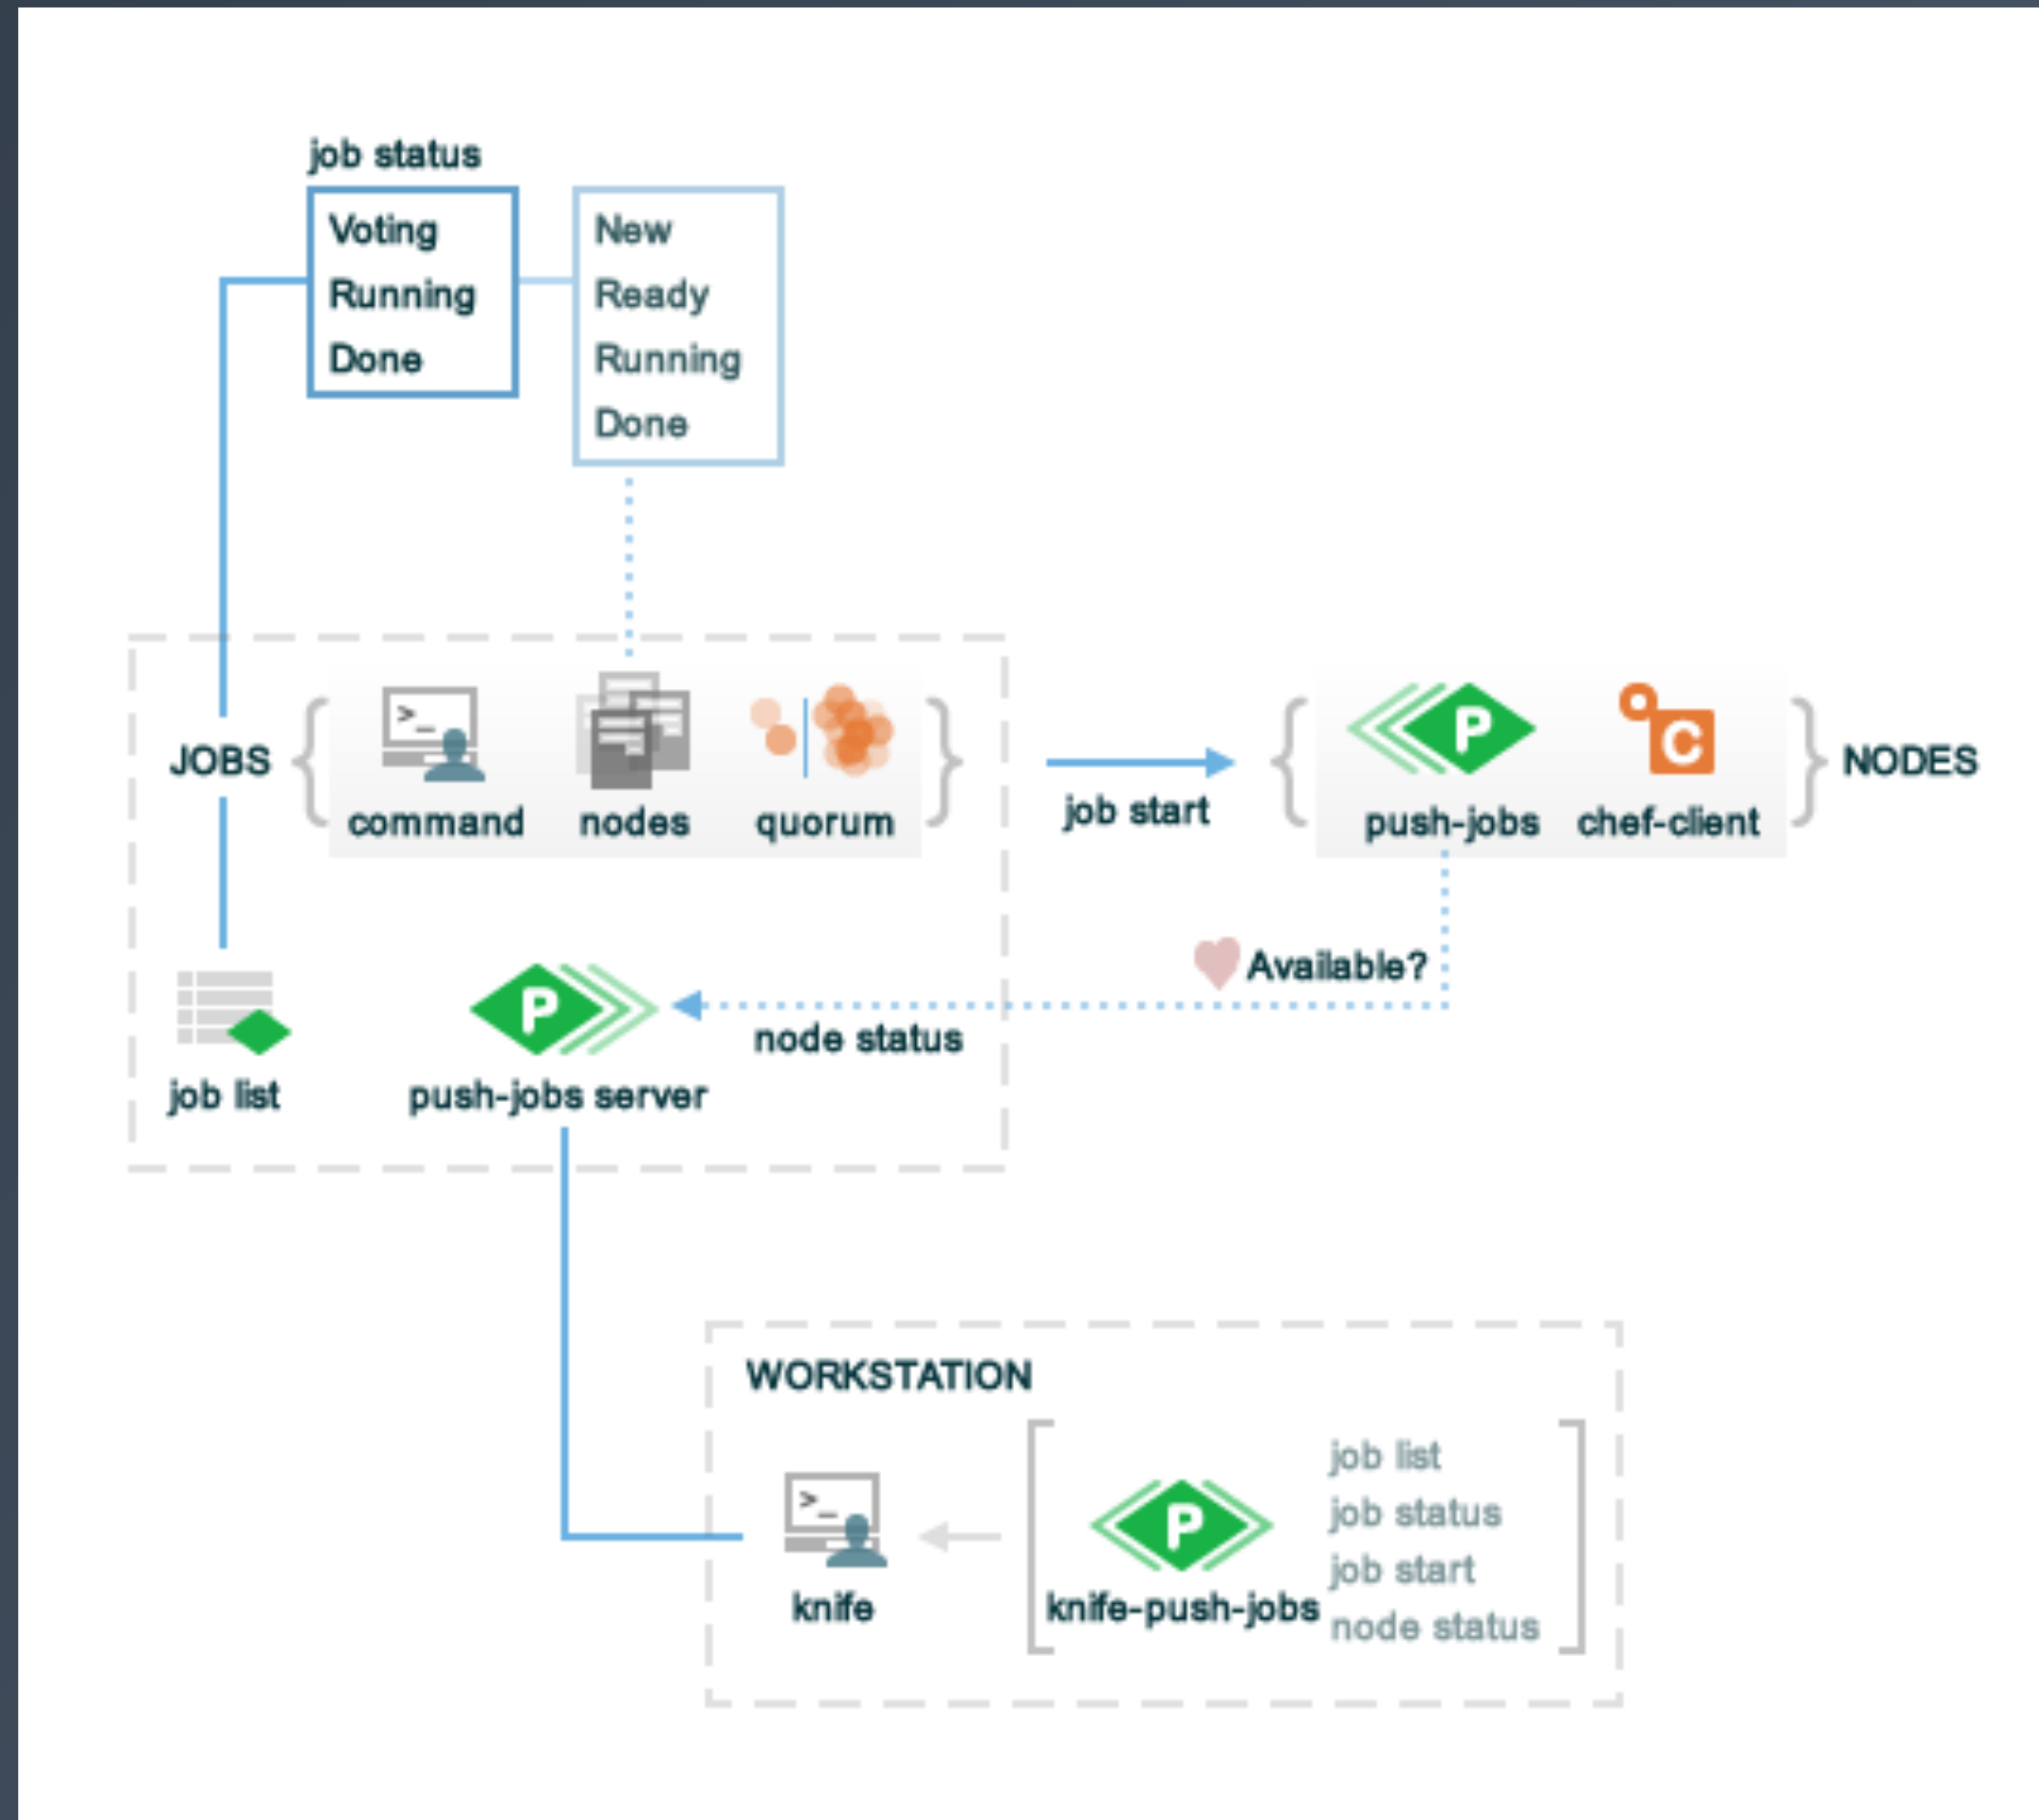 job status
Voting
Running
Done
New
Ready
Running
Done
JOBS
>_
command
nodes
quorum
job start
P
push-jobs
C
chef-client
NODES
Available?
node status
job list
P
push-jobs server
WORKSTATION
>_
knife
P
knife-push-jobs
job list
job status
job start
node status